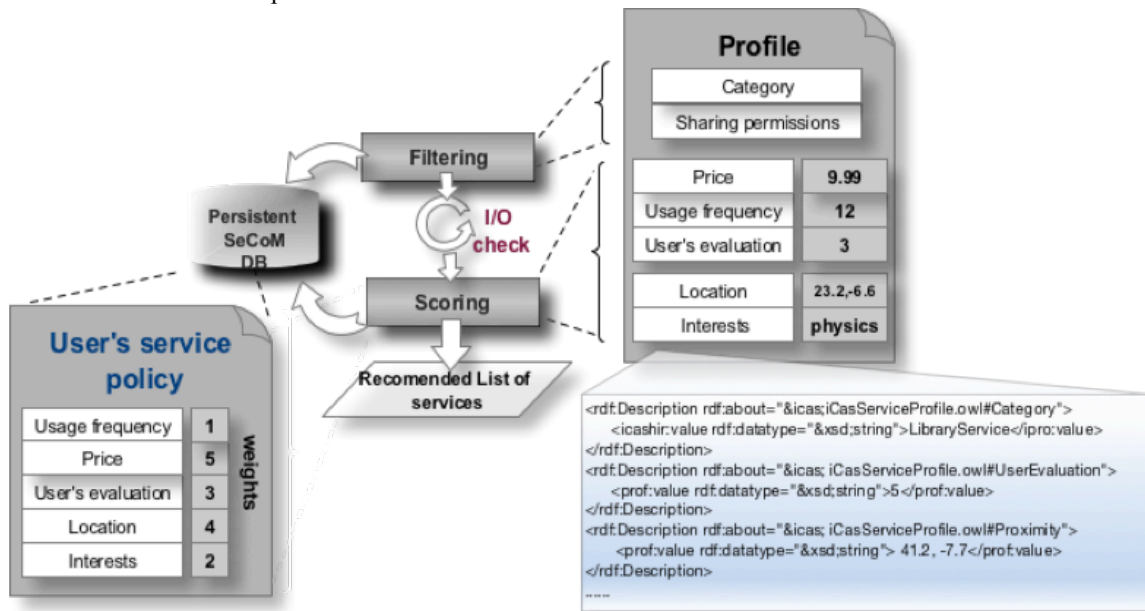 Profile
Category
Sharing permissions
Price 9.99
Usage frequency 12
User's evaluation 3
Location 23.2,-6.6
Interests physics
Filtering
I/O
check
Persistent
SeCoM
DB
Scoring
Recomended List of
services
User's service
policy
Usage frequency 1
Price 5
User's evaluation 3
Location 4
Interests 2
weights
<rdf:Description rdf:about="&icas;iCasServiceProfile.owl#Category">
<icashir:value rdf:datatype="&xsd;string">LibraryService</ipro:value>
</rdf:Description>
<rdf:Description rdf:about="&icas; iCasServiceProfile.owl#UserEvaluation">
<prof:value rdf:datatype="&xsd;string">5</prof:value>
</rdf:Description>
<rdf:Description rdf:about="&icas; iCasServiceProfile.owl#Proximity">
<prof:value rdf:datatype="&xsd;string"> 41.2, -7.7</prof:value>
</rdf:Description>
......